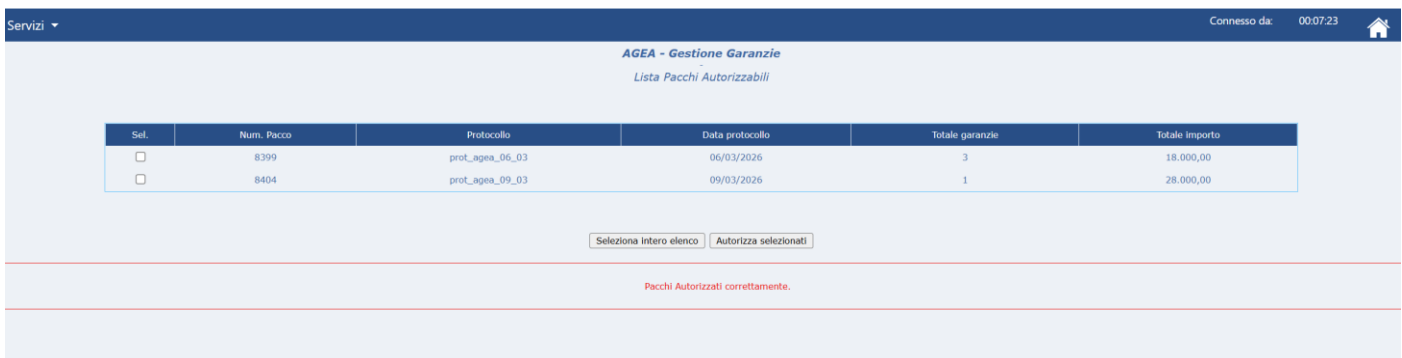 Servizi
Connesso da: 00:07:23
AGEA - Gestione Garanzie
-
Lista Pacchi Autorizzabili
Sel. Num. Pacco Protocollo Data protocollo Totale garanzie Totale importo
8399 prot_agea_06_03 06/03/2026 3 18.000,00
8404 prot_agea_09_03 09/03/2026 1 28.000,00
Seleziona intero elenco Autorizza selezionati
Pacchi Autorizzati correttamente.